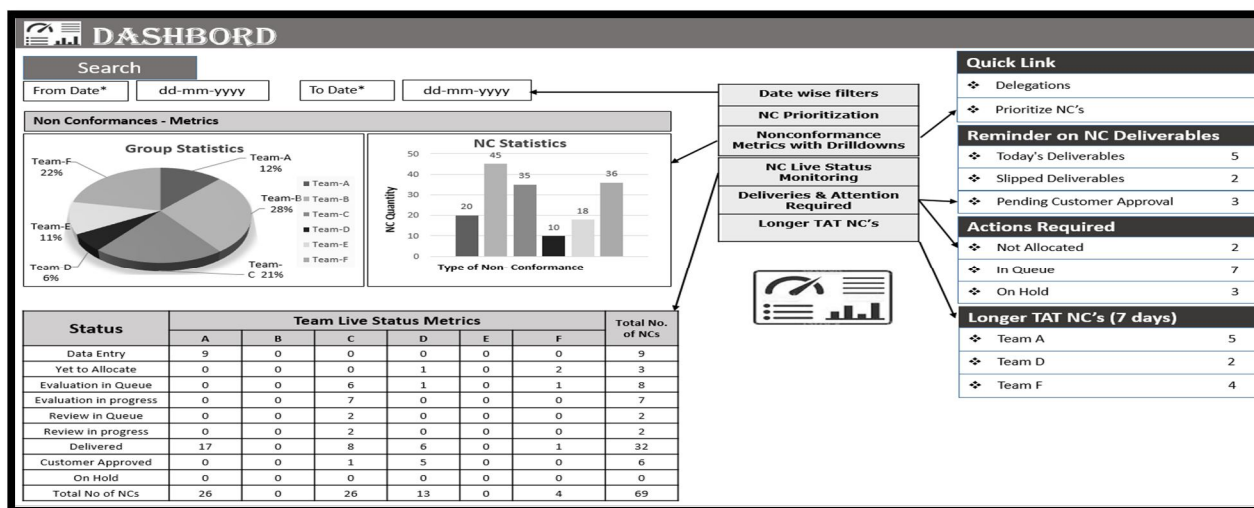 DASHBORD
Search
From Date*
dd-mm-yyyy
To Date*
dd-mm-yyyy
Non Conformances - Metrics
Group Statistics
Team-A
12%
Team-B
28%
Team-
C 21%
Team-D
6%
Team-E
11%
Team-F
22%
Team-A
Team-B
Team-C
Team-D
Team-E
Team-F
NC Statistics
NC Quantity
50
40
30
20
10
0
20
45
35
10
18
36
Type of Non- Conformance
Date wise filters
NC Prioritization
Nonconformance
Metrics with Drilldowns
NC Live Status
Monitoring
Deliveries & Attention
Required
Longer TAT NC's
Quick Link
Delegations
Prioritize NC's
Reminder on NC Deliverables
Today's Deliverables 5
Slipped Deliverables 2
Pending Customer Approval 3
Actions Required
Not Allocated 2
In Queue 7
On Hold 3
Longer TAT NC's (7 days)
Team A 5
Team D 2
Team F 4
Status Team Live Status Metrics Total No.
of NCs
A B C D E F
Data Entry 9 0 0 0 0 0 9
Yet to Allocate 0 0 0 1 0 2 3
Evaluation in Queue 0 0 6 1 0 1 8
Evaluation in progress 0 0 7 0 0 0 7
Review in Queue 0 0 2 0 0 0 2
Review in progress 0 0 2 0 0 0 2
Delivered 17 0 8 6 0 1 32
Customer Approved 0 0 1 5 0 0 6
On Hold 0 0 0 0 0 0 0
Total No of NCs 26 0 26 13 0 4 69